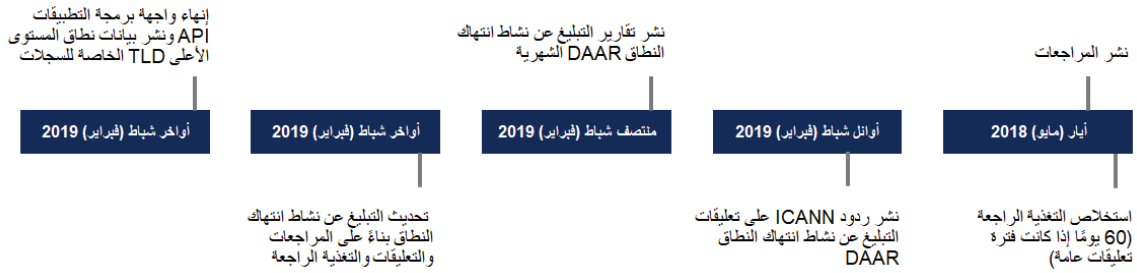 نشر المراجعات
أيار (مايو) 2018
استخلاص التغذية الراجعة
(60 يومًا إذا كانت فترة
تعليقات عامة)
أوائل شباط (فبراير) 2019
نشر ردود ICANN على تعليقات
التبليغ عن نشاط انتهاك النطاق
DAAR
نشر تقارير التبليغ عن نشاط انتهاك
النطاق DAAR الشهرية
منتصف شباط (فبراير) 2019
أواخر شباط (فبراير) 2019
تحديث التبليغ عن نشاط انتهاك
النطاق بناءً على المراجعات
والتعليقات والتغذية الراجعة
إنهاء واجهة برمجة التطبيقات
API ونشر بيانات نطاق المستوى
الأعلى TLD الخاصة للسجلات
أواخر شباط (فبراير) 2019